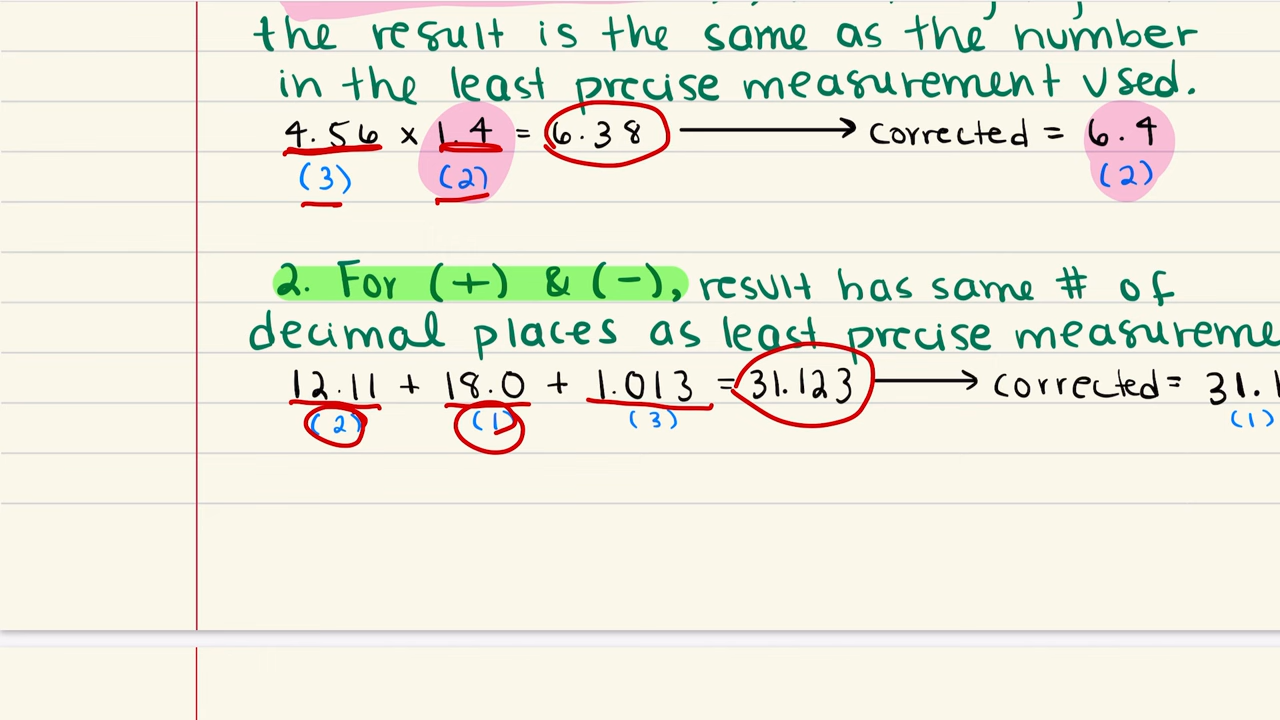 the result is the same as the number
in the least precise measurement used.
4.56 x 1.4 = 6.38 → corrected = 6.4
(3) (2) (2)
2. For (+) & (-), result has same # of
decimal places as least precise measureme
12.11 + 18.0 + 1.013 = 31.123 → corrected = 31.1
(2) (1) (3) (1)